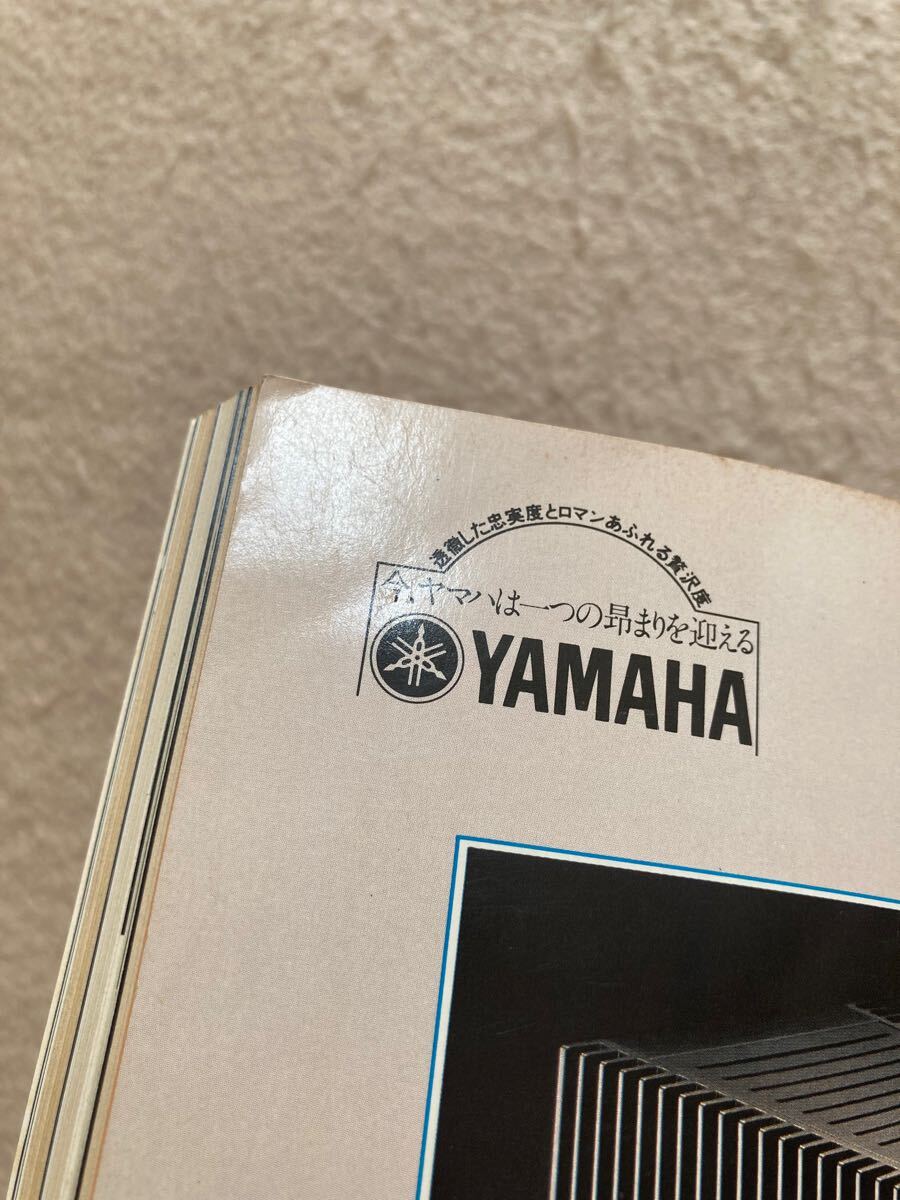 透徹した忠実度とロマンあふれる贅沢度
今、ヤマハは一つの昻まりを迎える
YAMAHA